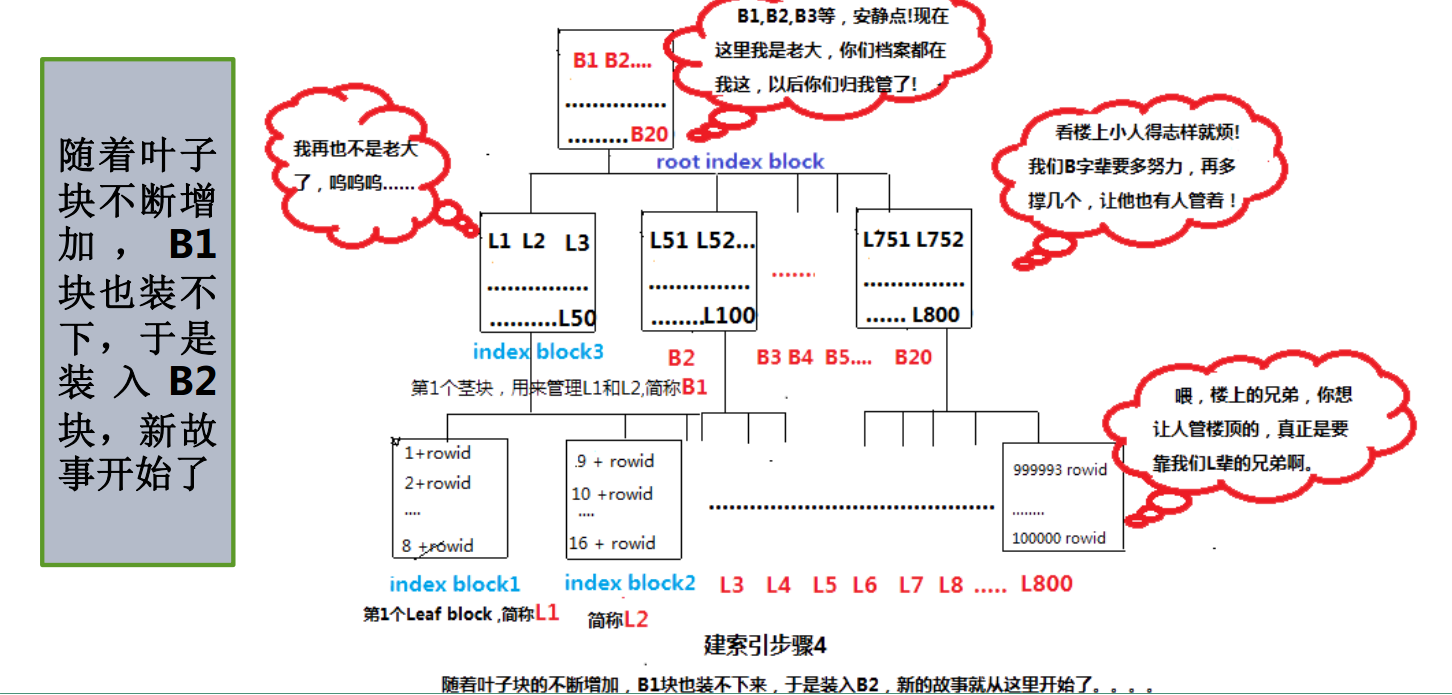 随着叶子
块不断增
加，B1
块也装不
下，于是
装入B2
块，新故
事开始了
B1 B2....
...............
.........B20
B1,B2,B3等，安静点!现在
这里我是老大，你们档案都在
我这，以后你们归我管了!
root index block
我再也不是老大
了，呜呜呜......
看楼上小人得志样就烦!
我们B字辈要多努力，再多
撑几个，让他也有人管着！
L1 L2 L3
...............
..........L50
L51 L52...
...............
........L100
.......
L751 L752
...............
...... L800
index block3
B2
B3 B4 B5....
B20
第1个茎块，用来管理L1和L2,简称B1
喂，楼上的兄弟，你想
让人管楼顶的，真正是要
靠我们L辈的兄弟啊。
1+rowid
2+rowid
....
8 +rowid
.9 + rowid
10 +rowid
....
16 + rowid
..........................................
999993 rowid
........
100000 rowid
index block1
index block2
L3 L4 L5 L6 L7 L8 ..... L800
第1个Leaf block ,简称L1
简称L2
建索引步骤4
随着叶子块的不断增加，B1块也装不下来，于是装入B2，新的故事就从这里开始了。。。。